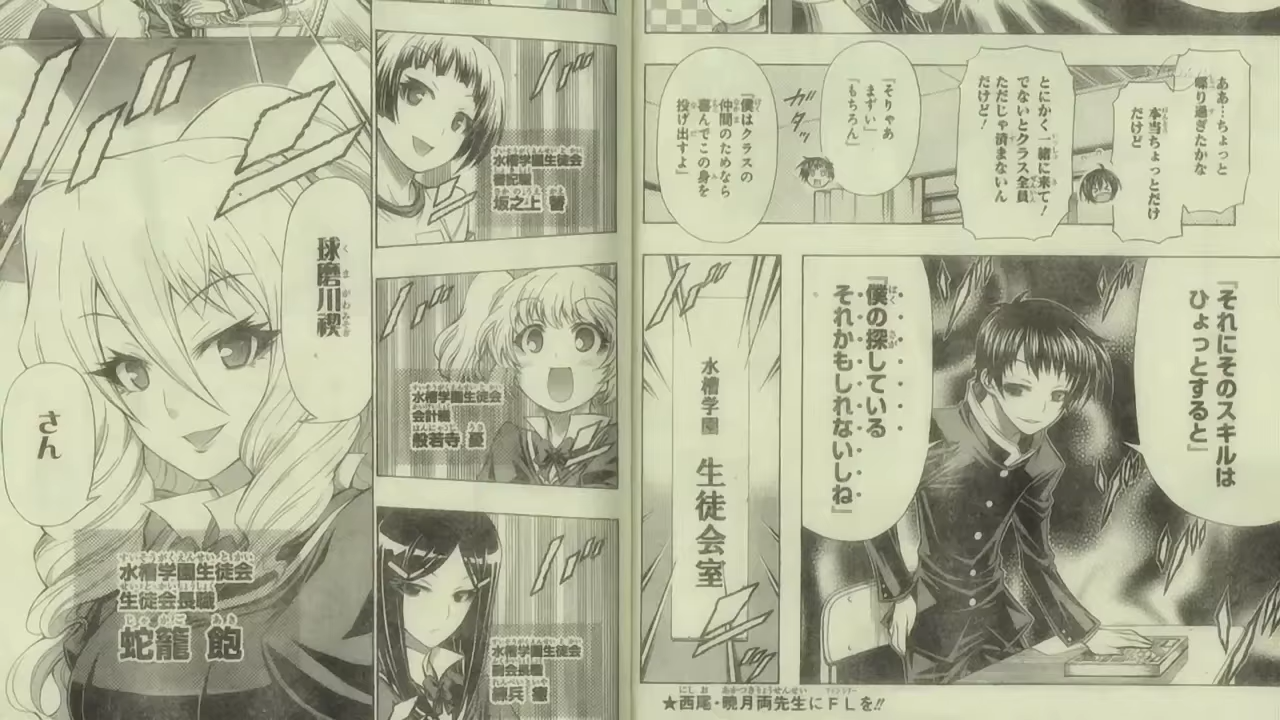 ああ…ちょっと
喋り過ぎたかな
本当ちょっとだけ
だけど
とにかく一緒に来て!
でないとクラス全員
ただじゃ済まないん
だけど!
『そりゃあ
まずい』
『もちろん』
ガタッ
『僕はクラスの
仲間のためなら
喜んでこの身を
投げ出すよ』
『それにそのスキルは
ひょっとすると』
『僕の探している
それかもしれないしね』
水槽学園 生徒会室
★西尾・暁月両先生にFLを!!
水槽学園生徒会
書記職
坂之上 替
水槽学園生徒会
会計職
般若寺 憂
水槽学園生徒会
副会長職
練兵 癒
球磨川禊
さん
水槽学園生徒会
生徒会長職
蛇籠 飽